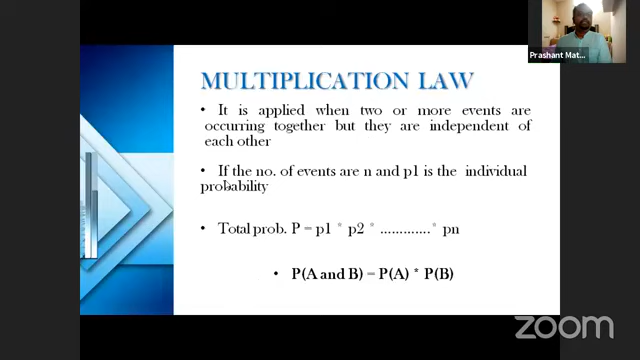 Prashant Mat...
MULTIPLICATION LAW
• It is applied when two or more events are
occurring together but they are independent of
each other
• If the no. of events are n and p1 is the individual
probability
• Total prob. P = p1 * p2 * .............* pn
• P(A and B) = P(A) * P(B)
zoom